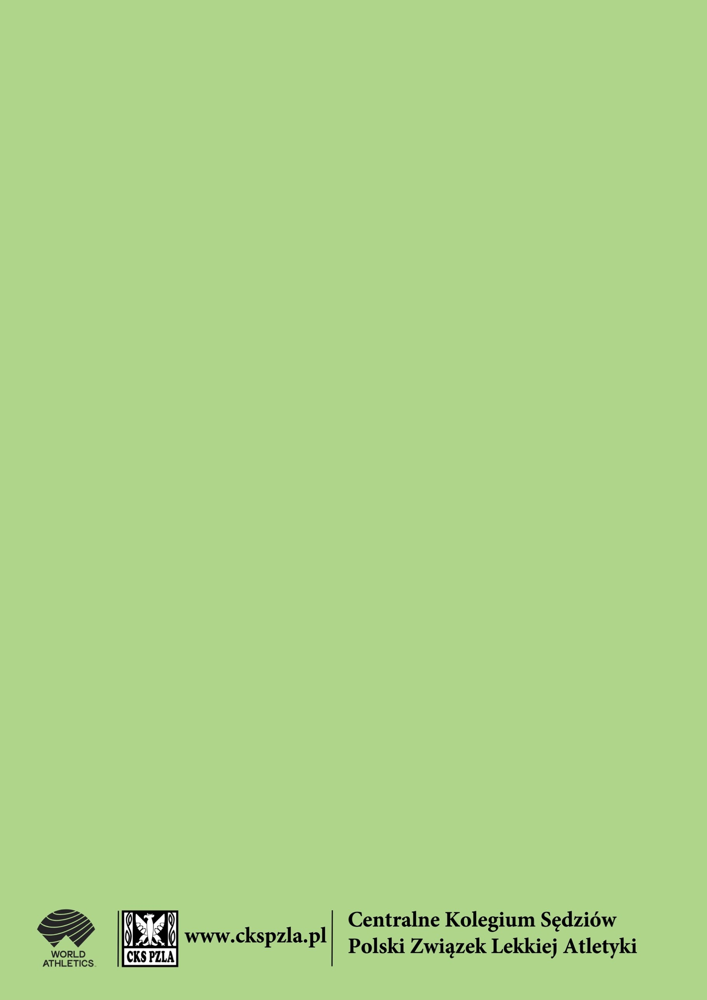 WORLD
ATHLETICS
CKS PZLA
www.ckspzla.pl
Centralne Kolegium Sędziów
Polski Związek Lekkiej Atletyki